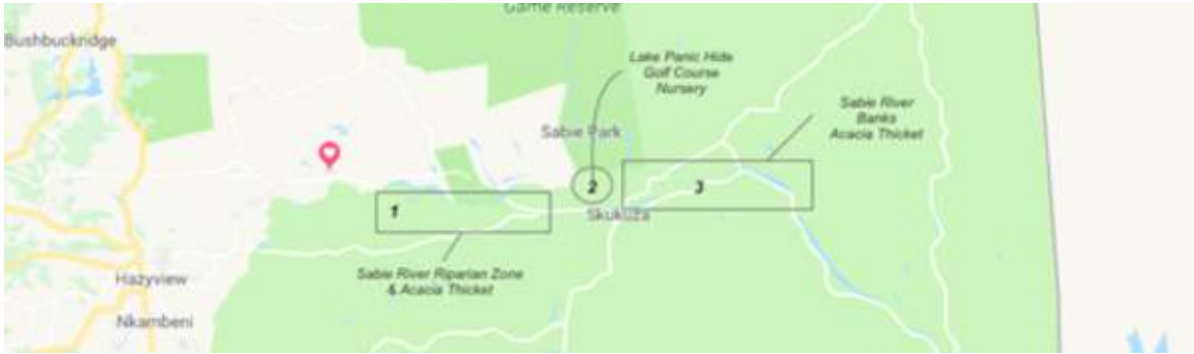 Game Reserve
Bushbuckridge
Lake Panic Hide
Golf Course
Nursery
Sabie River
Banks
Acacia Thicket
Sabie Park
2
3
1
Skukuza
Sabie River Riparian Zone
& Acacia Thicket
Hazyview
Nkambeni